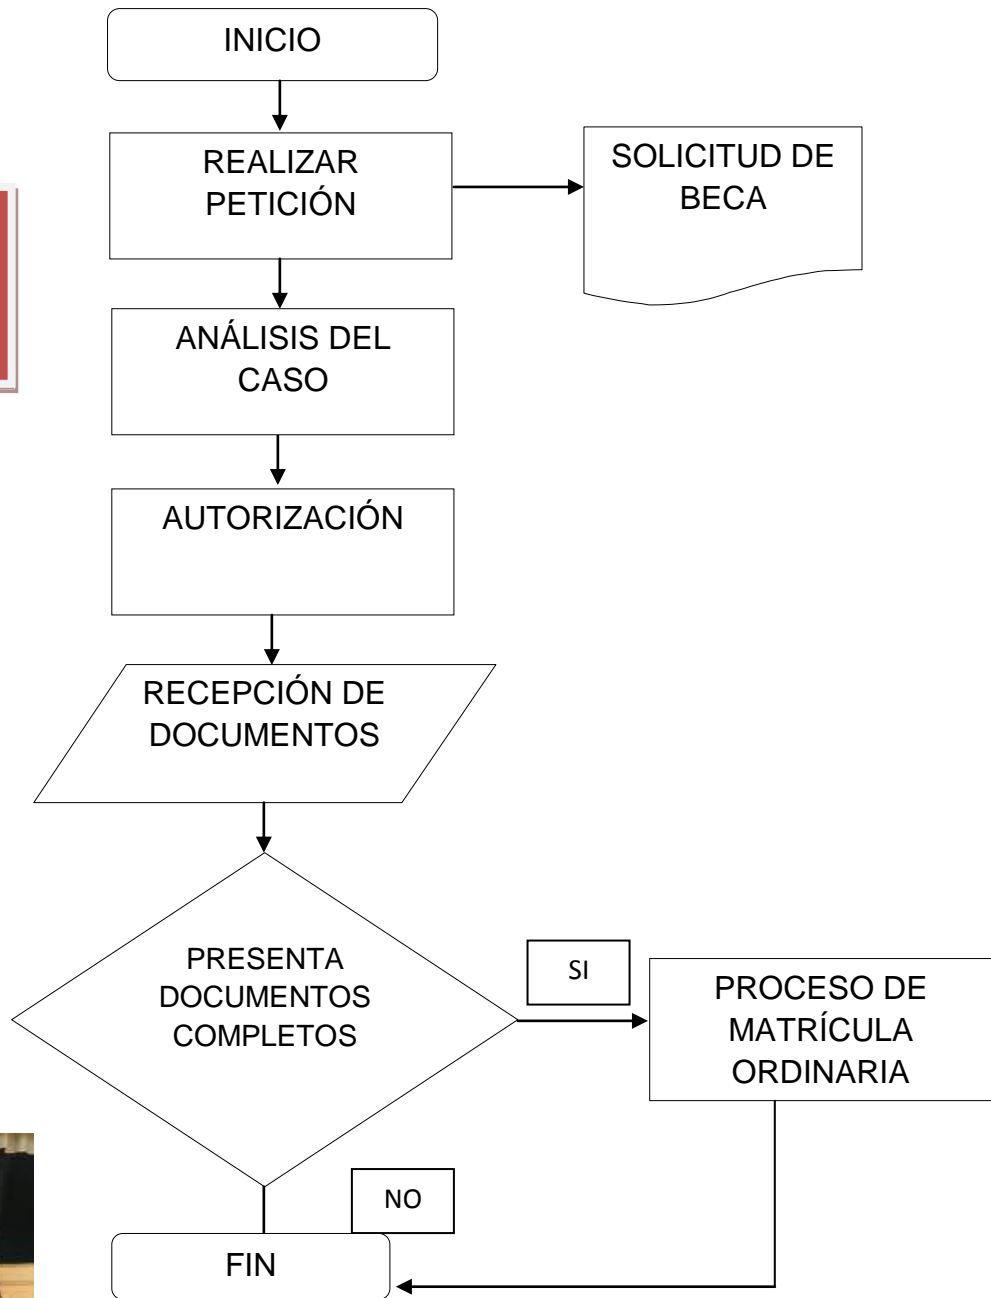 INICIO
REALIZAR
PETICIÓN
SOLICITUD DE
BECA
ANÁLISIS DEL
CASO
AUTORIZACIÓN
RECEPCIÓN DE
DOCUMENTOS
PRESENTA
DOCUMENTOS
COMPLETOS
SI
PROCESO DE
MATRÍCULA
ORDINARIA
NO
FIN